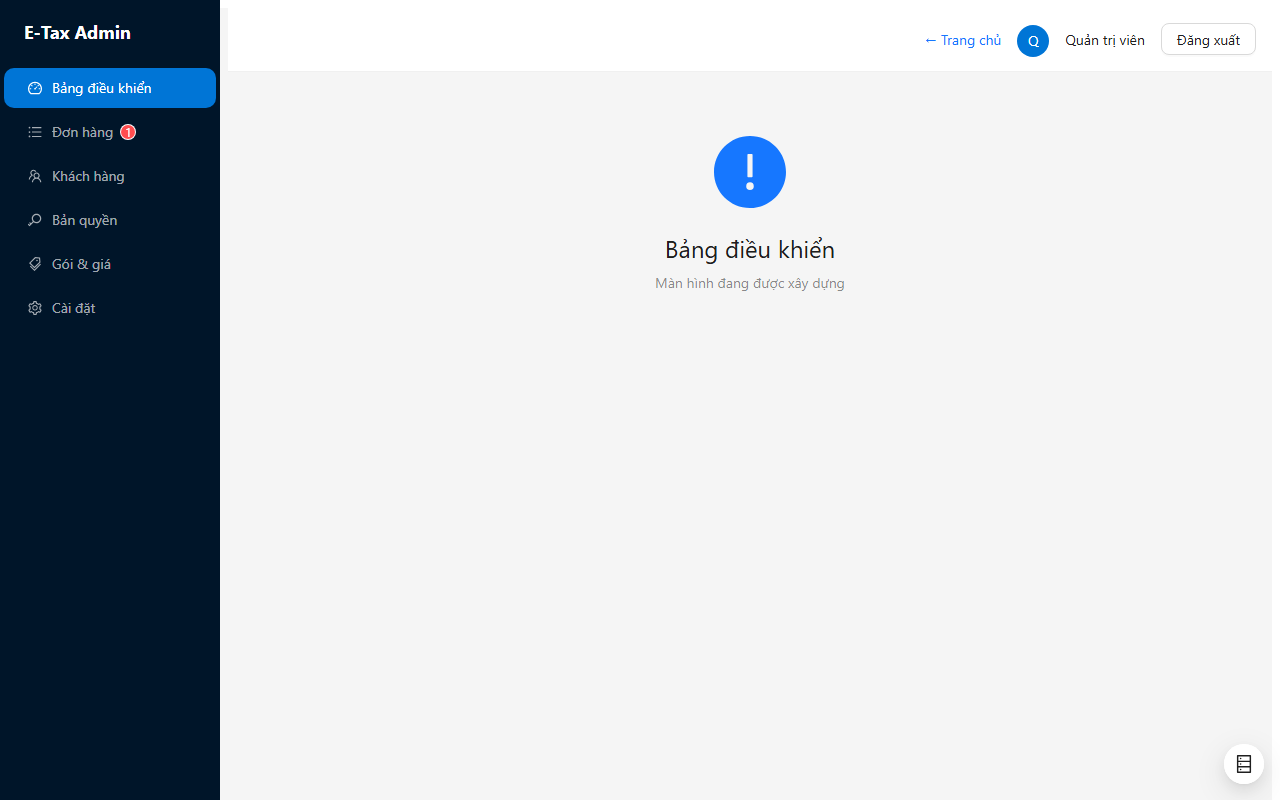 E-Tax Admin
← Trang chủ
Q
Quản trị viên
Đăng xuất
Bảng điều khiển
Đơn hàng 1
Khách hàng
Bản quyền
Gói & giá
Cài đặt
Bảng điều khiển
Màn hình đang được xây dựng